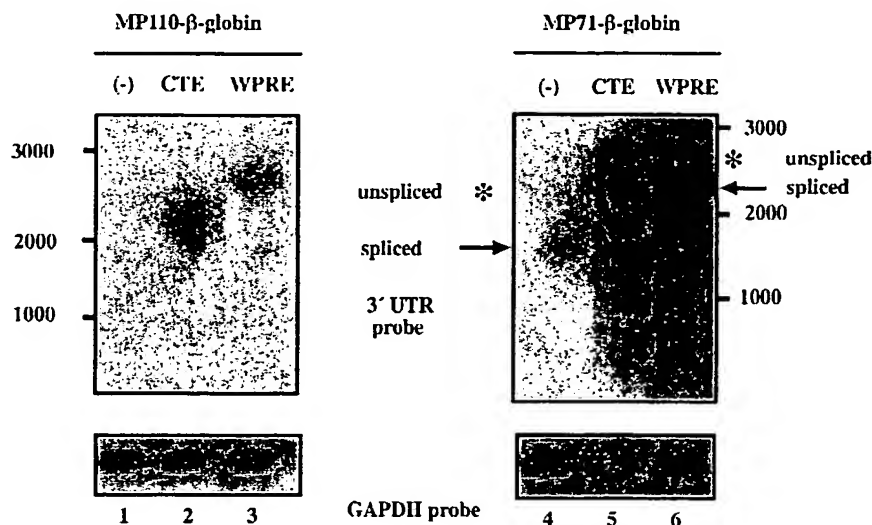 MP110-β-globin
(-) CTE WPRE
3000
2000
1000
unspliced *
spliced
3´ UTR
probe
MP71-β-globin
(-) CTE WPRE
3000
* unspliced
spliced
2000
1000
GAPDH probe
1 2 3
4 5 6